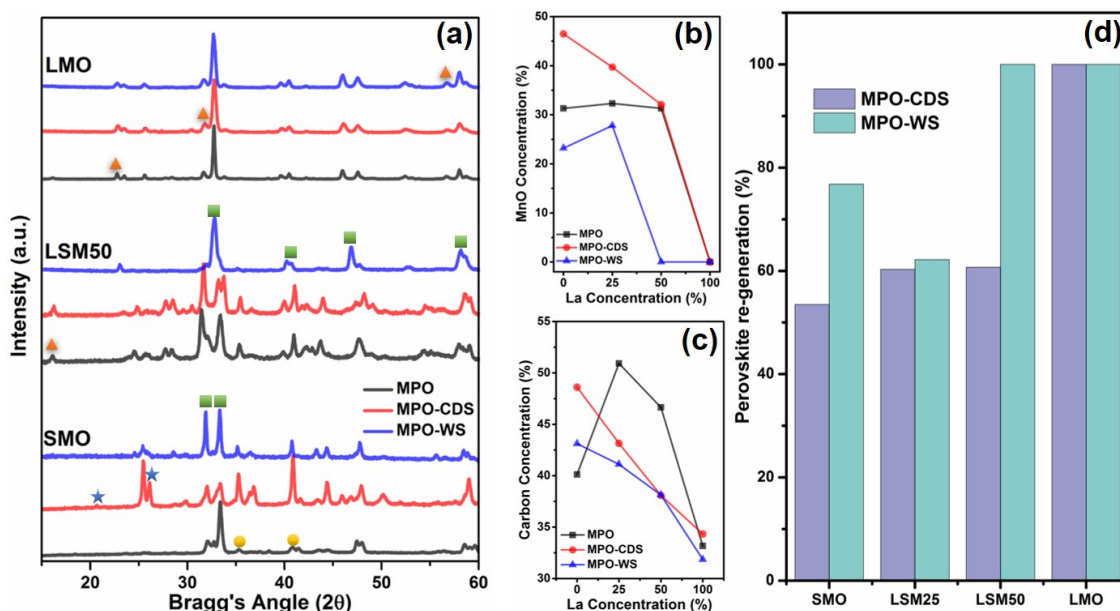 (a)
LMO
LSM50
SMO
MPO
MPO-CDS
MPO-WS
Intensity (a.u.)
20
30
40
50
60
Bragg's Angle (2θ)
(b)
50
45
40
35
30
25
20
15
10
5
0
MnO Concentration (%)
MPO
MPO-CDS
MPO-WS
0
25
50
100
La Concentration (%)
(c)
55
50
45
40
35
30
Carbon Concentration (%)
MPO
MPO-CDS
MPO-WS
0
25
50
100
La Concentration (%)
(d)
MPO-CDS
MPO-WS
100
80
60
40
20
0
Perovskite re-generation (%)
SMO
LSM25
LSM50
LMO